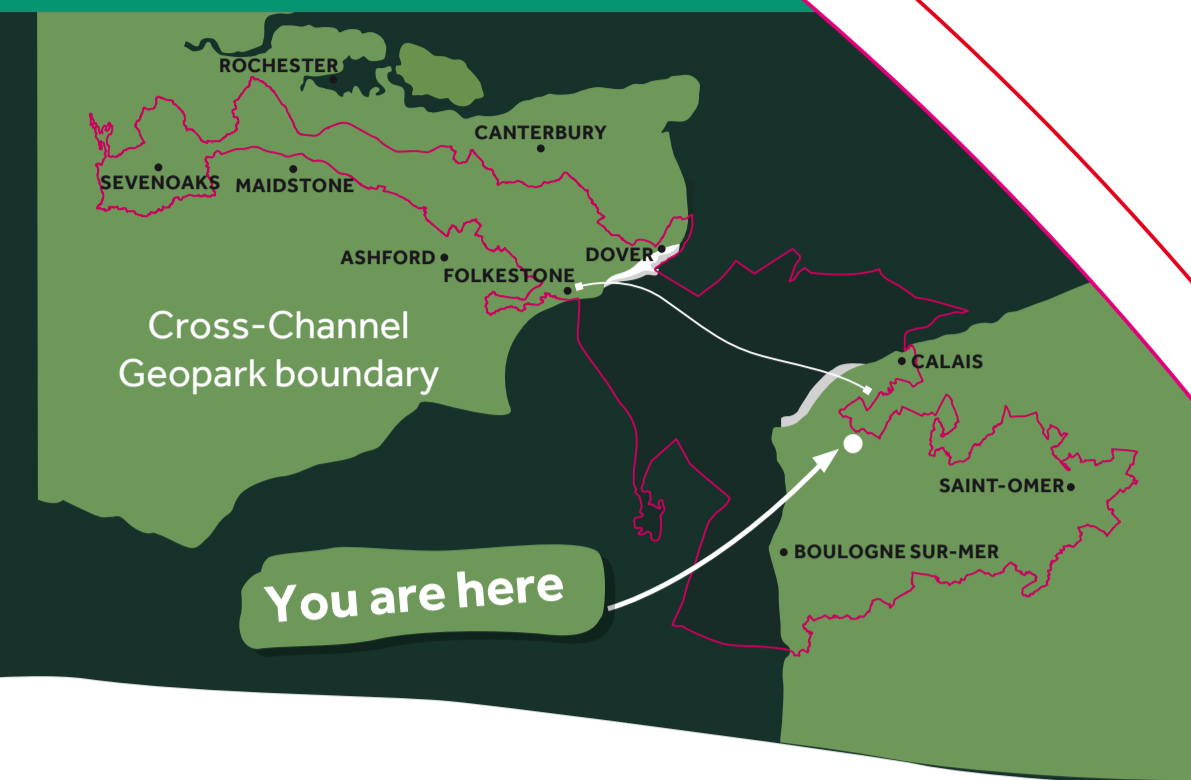 ROCHESTER
CANTERBURY
SEVENOAKS
MAIDSTONE
ASHFORD
DOVER
FOLKESTONE
Cross-Channel
Geopark boundary
CALAIS
SAINT-OMER
BOULOGNE SUR-MER
You are here